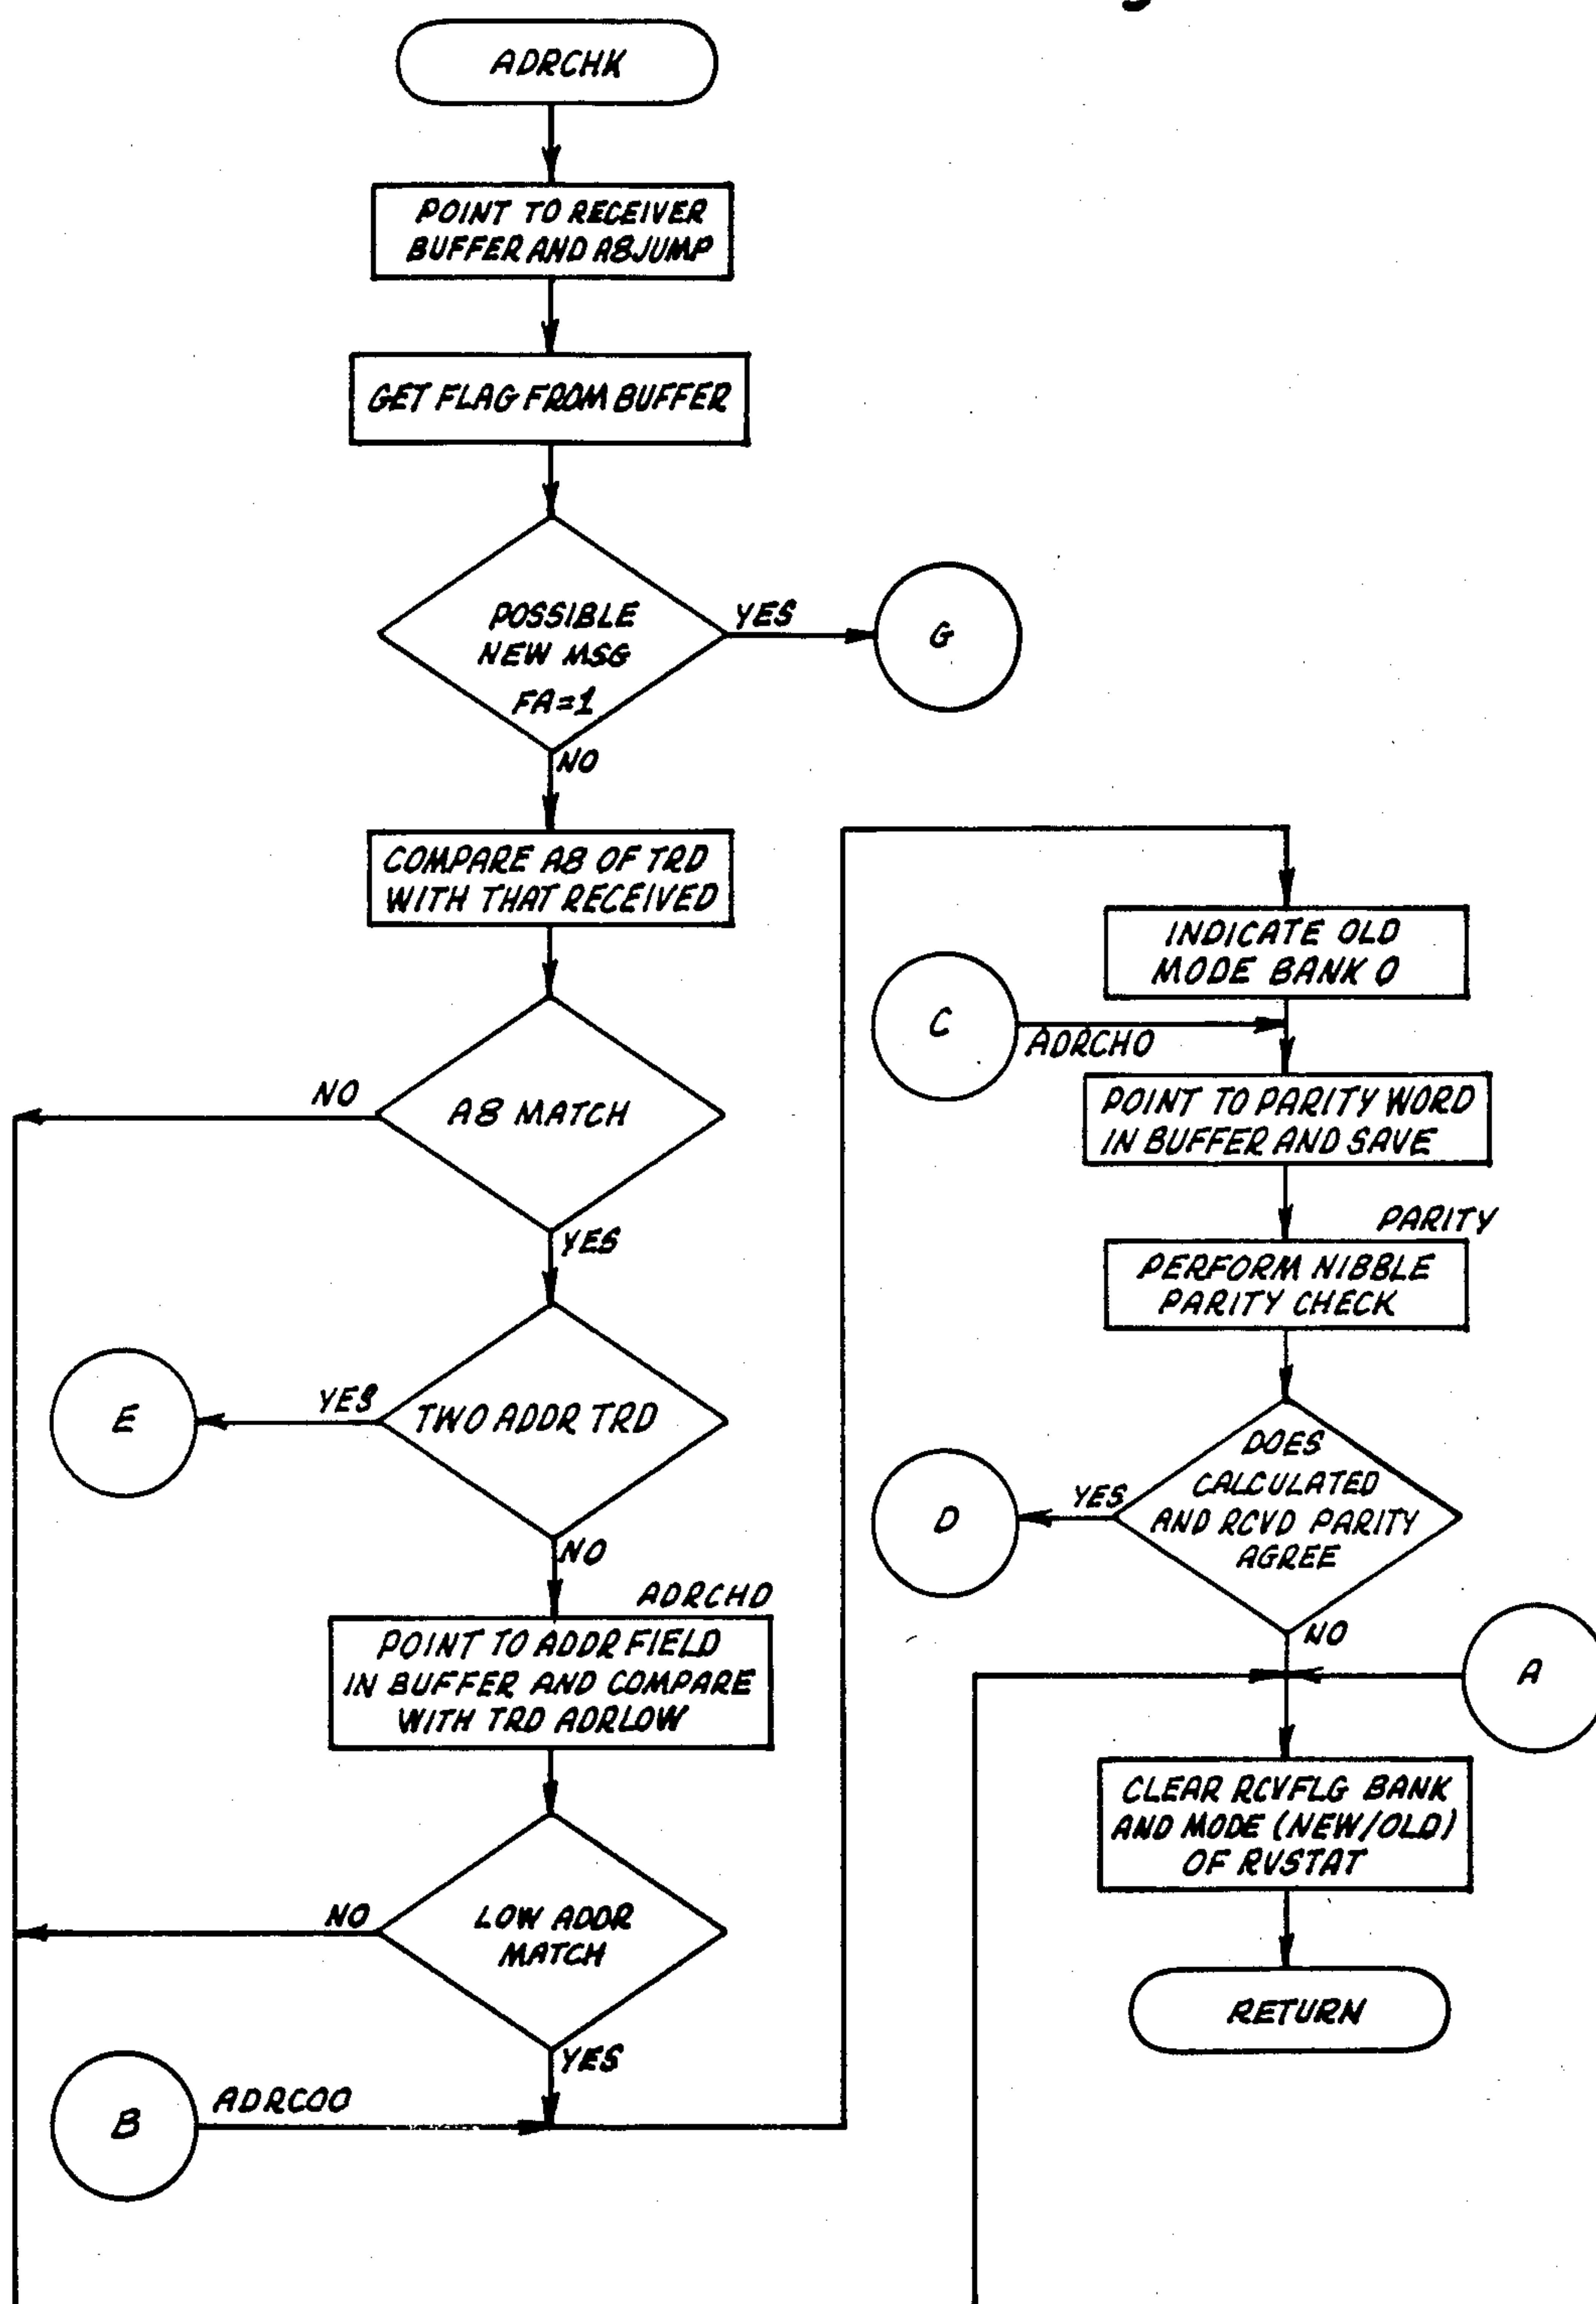 ADRCHK
POINT TO RECEIVER
BUFFER AND A8JUMP
GET FLAG FROM BUFFER
POSSIBLE
NEW MSG
FA=1
YES
G
NO
COMPARE A8 OF TRD
WITH THAT RECEIVED
A8 MATCH
NO
YES
TWO ADDR TRD
YES
E
NO
ADRCHD
POINT TO ADDR FIELD
IN BUFFER AND COMPARE
WITH TRD ADRLOW
LOW ADDR
MATCH
NO
YES
B
ADRCOO
INDICATE OLD
MODE BANK 0
C
ADRCHO
POINT TO PARITY WORD
IN BUFFER AND SAVE
PARITY
PERFORM NIBBLE
PARITY CHECK
DOES
CALCULATED
AND RCVD PARITY
AGREE
YES
D
NO
A
CLEAR RCVFLG BANK
AND MODE (NEW/OLD)
OF RVSTAT
RETURN